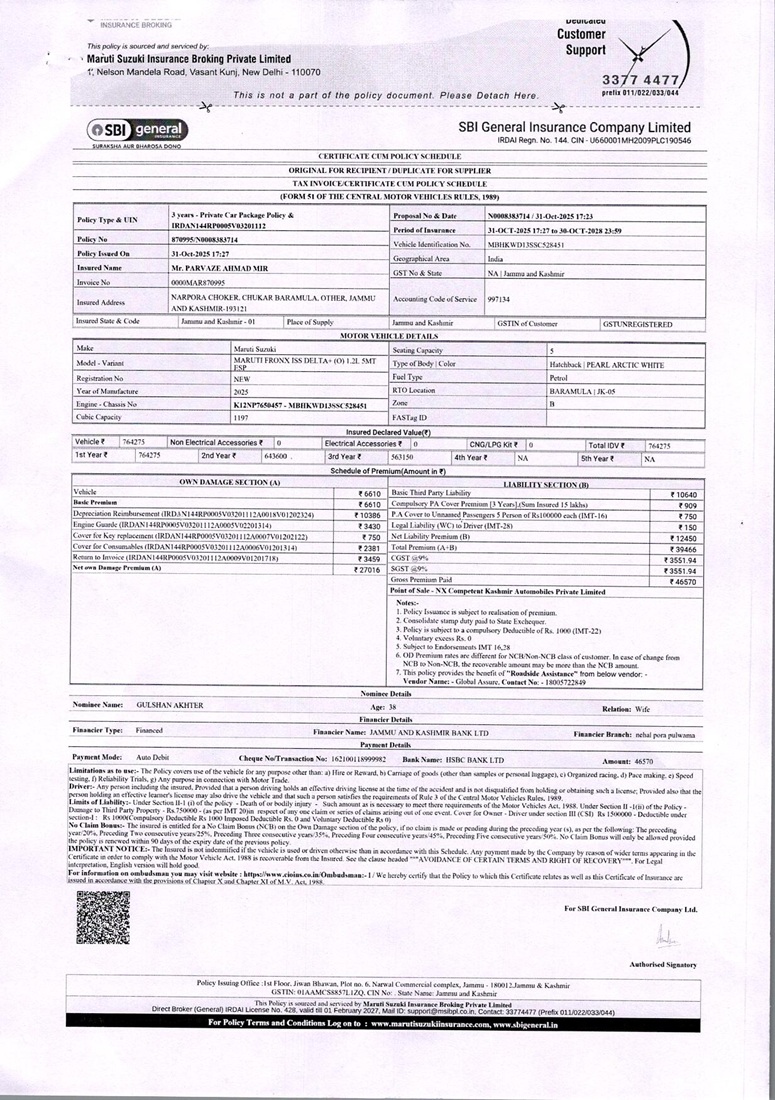 INSURANCE BROKING
This policy is sourced and serviced by:
Maruti Suzuki Insurance Broking Private Limited
1', Nelson Mandela Road, Vasant Kunj, New Delhi - 110070
Dedicated
Customer
Support
3377 4477
prefix 011/022/033/044
This is not a part of the policy document. Please Detach Here.
SBI general
INSURANCE
SURAKSHA AUR BHAROSA DONO
SBI General Insurance Company Limited
IRDAI Regn. No. 144. CIN - U660001MH2009PLC190546
CERTIFICATE CUM POLICY SCHEDULE
ORIGINAL FOR RECIPIENT / DUPLICATE FOR SUPPLIER
TAX INVOICE/CERTIFICATE CUM POLICY SCHEDULE
(FORM 51 OF THE CENTRAL MOTOR VEHICLES RULES, 1989)
Policy Type & UIN 3 years - Private Car Package Policy & IRDAN144RP0005V03201112
Policy No 870995/N0008383714
Policy Issued On 31-Oct-2025 17:27
Insured Name Mr. PARVAZE AHMAD MIR
Invoice No 0000MAR870995
Insured Address NARPORA CHOKER, CHUKAR BARAMULA, OTHER, JAMMU AND KASHMIR-193121
Proposal No & Date N0008383714 / 31-Oct-2025 17:23
Period of Insurance 31-OCT-2025 17:27 to 30-OCT-2028 23:59
Vehicle Identification No. MBHKWD13SSC528451
Geographical Area India
GST No & State NA | Jammu and Kashmir
Accounting Code of Service 997134
Insured State & Code Jammu and Kashmir - 01 Place of Supply Jammu and Kashmir GSTIN of Customer GSTUNREGISTERED
MOTOR VEHICLE DETAILS
Make Maruti Suzuki
Model - Variant MARUTI FRONX ISS DELTA+ (O) 1.2L 5MT ESP
Registration No NEW
Year of Manufacture 2025
Engine - Chassis No K12NP7650457 - MBHKWD13SSC528451
Cubic Capacity 1197
Seating Capacity 5
Type of Body | Color Hatchback | PEARL ARCTIC WHITE
Fuel Type Petrol
RTO Location BARAMULA | JK-05
Zone B
FASTag ID
Insured Declared Value(₹)
Vehicle ₹ 764275 Non Electrical Accessories ₹ 0 Electrical Accessories ₹ 0 CNG/LPG Kit ₹ 0 Total IDV ₹ 764275
1st Year ₹ 764275 2nd Year ₹ 643600 3rd Year ₹ 563150 4th Year ₹ NA 5th Year ₹ NA
Schedule of Premium(Amount in ₹)
OWN DAMAGE SECTION (A)
Vehicle ₹ 6610
Basic Premium ₹ 6610
Depreciation Reimbursement (IRDAN144RP0005V03201112A0018V01202324) ₹ 10386
Engine Guarde (IRDAN144RP0005V03201112A0005V02201314) ₹ 3430
Cover for Key replacement (IRDAN144RP0005V03201112A0007V01202122) ₹ 750
Cover for Consumables (IRDAN144RP0005V03201112A0006V01201314) ₹ 2381
Return to Invoice (IRDAN144RP0005V03201112A0009V01201718) ₹ 3459
Net own Damage Premium (A) ₹ 27016
LIABILITY SECTION (B)
Basic Third Party Liability ₹ 10640
Compulsory PA Cover Premium [3 Years],(Sum Insured 15 lakhs) ₹ 909
P.A Cover to Unnamed Passengers 5 Person of Rs100000 each (IMT-16) ₹ 750
Legal Liability (WC) to Driver (IMT-28) ₹ 150
Net Liability Premium (B) ₹ 12450
Total Premium (A+B) ₹ 39466
CGST @9% ₹ 3551.94
SGST @9% ₹ 3551.94
Gross Premium Paid ₹ 46570
Point of Sale - NX Competent Kashmir Automobiles Private Limited
Notes:-
1. Policy Issuance is subject to realisation of premium.
2. Consolidate stamp duty paid to State Exchequer.
3. Policy is subject to a compulsory Deductible of Rs. 1000 (IMT-22)
4. Voluntary excess Rs. 0
5. Subject to Endorsements IMT 16,28
6. OD Premium rates are different for NCB/Non-NCB class of customer. In case of change from
NCB to Non-NCB, the recoverable amount may be more than the NCB amount.
7. This policy provides the benefit of "Roadside Assistance" from below vendor: -
Vendor Name: - Global Assure, Contact No: - 18005722849
Nominee Details
Nominee Name: GULSHAN AKHTER Age: 38 Relation: Wife
Financier Details
Financier Type: Financed Financier Name: JAMMU AND KASHMIR BANK LTD Financier Branch: nehal pora pulwama
Payment Details
Payment Mode: Auto Debit Cheque No/Transaction No: 162100118999982 Bank Name: HSBC BANK LTD Amount: 46570
Limitations as to use:- The Policy covers use of the vehicle for any purpose other than: a) Hire or Reward, b) Carriage of goods (other than samples or personal luggage), c) Organized racing, d) Pace making, e) Speed
testing, f) Reliability Trials, g) Any purpose in connection with Motor Trade.
Driver:- Any person including the insured, Provided that a person driving holds an effective driving license at the time of the accident and is not disqualified from holding or obtaining such a license; Provided also that the
person holding an effective learner's license may also drive the vehicle and that such a person satisfies the requirements of Rule 3 of the Central Motor Vehicles Rules, 1989.
Limits of Liability:- Under Section II-1 (i) of the policy - Death of or bodily injury - Such amount as is necessary to meet there requirements of the Motor Vehicles Act, 1988. Under Section II -1(ii) of the Policy -
Damage to Third Party Property - Rs.750000 - (as per IMT 20)in respect of any one claim or series of claims arising out of one event. Cover for Owner - Driver under section III (CSI) Rs 1500000 - Deductible under
section-I : Rs 1000(Compulsory Deductible Rs 1000 Imposed Deductible Rs. 0 and Voluntary Deductible Rs 0)
No Claim Bonus:- The insured is entitled for a No Claim Bonus (NCB) on the Own Damage section of the policy, if no claim is made or pending during the preceding year (s), as per the following: The preceding
year/20%, Preceding Two consecutive years/25%, Preceding Three consecutive years/35%, Preceding Four consecutive years/45%, Preceding Five consecutive years/50%. No Claim Bonus will only be allowed provided
the policy is renewed within 90 days of the expiry date of the previous policy.
IMPORTANT NOTICE:- The Insured is not indemnified if the vehicle is used or driven otherwise than in accordance with this Schedule. Any payment made by the Company by reason of wider terms appearing in the
Certificate in order to comply with the Motor Vehicle Act, 1988 is recoverable from the Insured. See the clause headed """AVOIDANCE OF CERTAIN TERMS AND RIGHT OF RECOVERY""". For Legal
interpretation, English version will hold good.
For information on ombudsman you may visit website : https://www.cioins.co.in/Ombudsman:- I / We hereby certify that the Policy to which this Certificate relates as well as this Certificate of Insurance are
issued in accordance with the provisions of Chapter X and Chapter XI of M.V. Act, 1988.
For SBI General Insurance Company Ltd.
Authorised Signatory
Policy Issuing Office :1st Floor, Jiwan Bhawan, Plot no. 6, Narwal Commercial complex, Jammu - 180012.Jammu & Kashmir
GSTIN: 01AAMCS8857L1ZQ. CIN No: . State Name: Jammu and Kashmir
This Policy is sourced and serviced by Maruti Suzuki Insurance Broking Private Limited
Direct Broker (General) IRDAI License No. 428, valid till 01 February 2027, Mail ID: support@msibpl.co.in, Contact: 33774477 (Prefix 011/022/033/044)
For Policy Terms and Conditions Log on to : www.marutisuzukiinsurance.com, www.sbigeneral.in